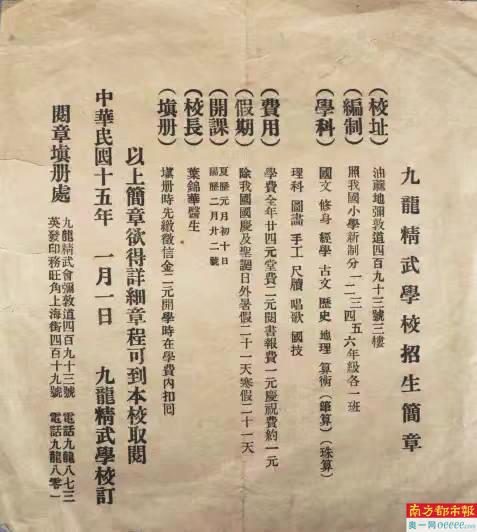 九龍精武學校招生簡章
（校址）油蔴地彌敦道四百九十三號三樓
（編制）照我國小學新制分一二三四五六年級各一班
（學科）國文 修身 經學 古文 歷史 地理 算術（筆算）（珠算）
理科 圖畫 手工 尺牘 唱歌 國技
（費用）學費全年廿四元堂費二元閱書報費一元慶祝費約一元
（假期）除我國國慶及聖誕日外暑假二十一天寒假二十一天
（開課）夏歷元月初十日
陽歷二月廿二號
（校長）葉錦華醫生
（填册）填册時先繳徵信金二元開學時在學費內扣囘
以上簡章欲得詳細章程可到本校取閱
中華民國十五年 一月一日 九龍精武學校訂
閱章填册處
九龍精武會彌敦道四百九十三號 電話九龍八七三
英發印務旺角上海街四百十九號 電話九龍八零一
南方都市報
奥一网oeeee.com